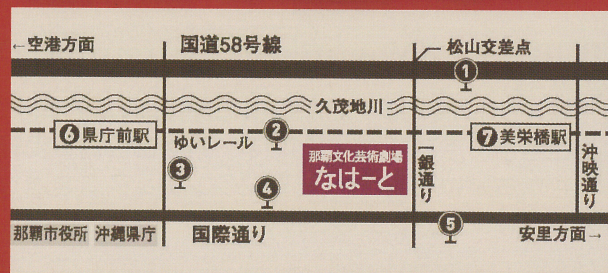 ←空港方面
国道58号線
松山交差点
1
久茂地川
6 県庁前駅
ゆいレール
2
7 美栄橋駅
3
4
那覇文化芸術劇場
なはーと
一銀通り
沖映通り
5
那覇市役所 沖縄県庁
国際通り
安里方面→